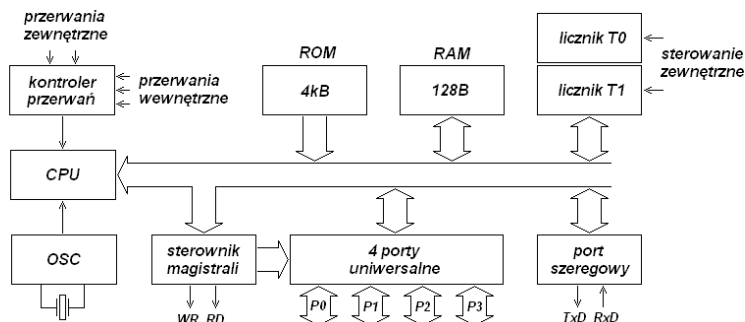 przerwania
zewnętrzne
kontroler
przerwań
przerwania
wewnętrzne
ROM
4kB
RAM
128B
licznik T0
licznik T1
sterowanie
zewnętrzne
CPU
OSC
sterownik
magistrali
4 porty
uniwersalne
port
szeregowy
P0
P1
P2
P3
WR RD
TxD RxD